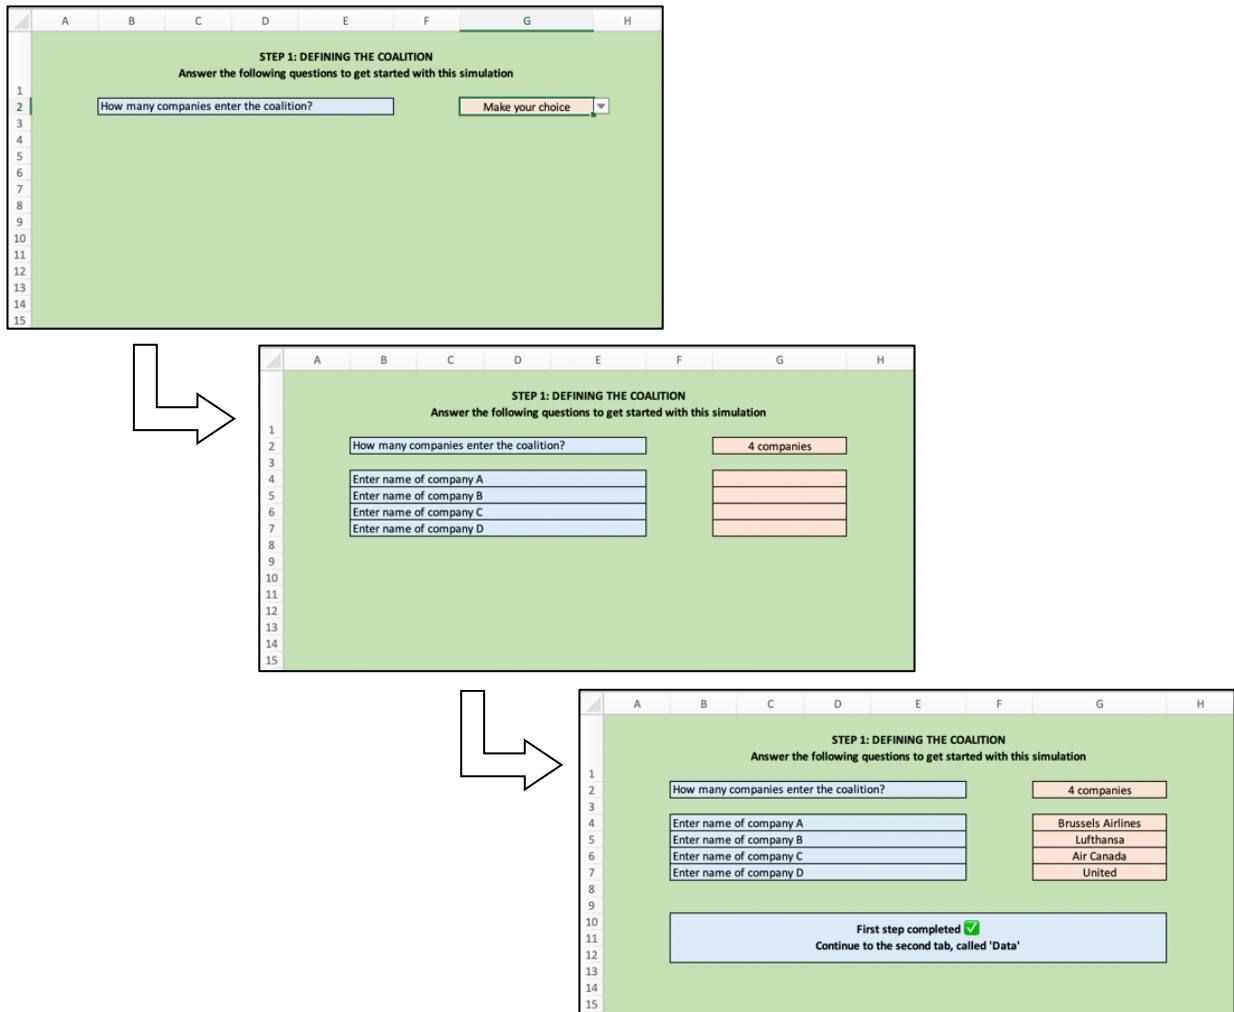 A B C D E F G H
STEP 1: DEFINING THE COALITION
Answer the following questions to get started with this simulation
1
2 How many companies enter the coalition? Make your choice
3
4
5
6
7
8
9
10
11
12
13
14
15
A B C D E F G H
STEP 1: DEFINING THE COALITION
Answer the following questions to get started with this simulation
1
2 How many companies enter the coalition? 4 companies
3
4 Enter name of company A
5 Enter name of company B
6 Enter name of company C
7 Enter name of company D
8
9
10
11
12
13
14
15
A B C D E F G H
STEP 1: DEFINING THE COALITION
Answer the following questions to get started with this simulation
1
2 How many companies enter the coalition? 4 companies
3
4 Enter name of company A Brussels Airlines
5 Enter name of company B Lufthansa
6 Enter name of company C Air Canada
7 Enter name of company D United
8
9
10 First step completed ✅
11 Continue to the second tab, called 'Data'
12
13
14
15